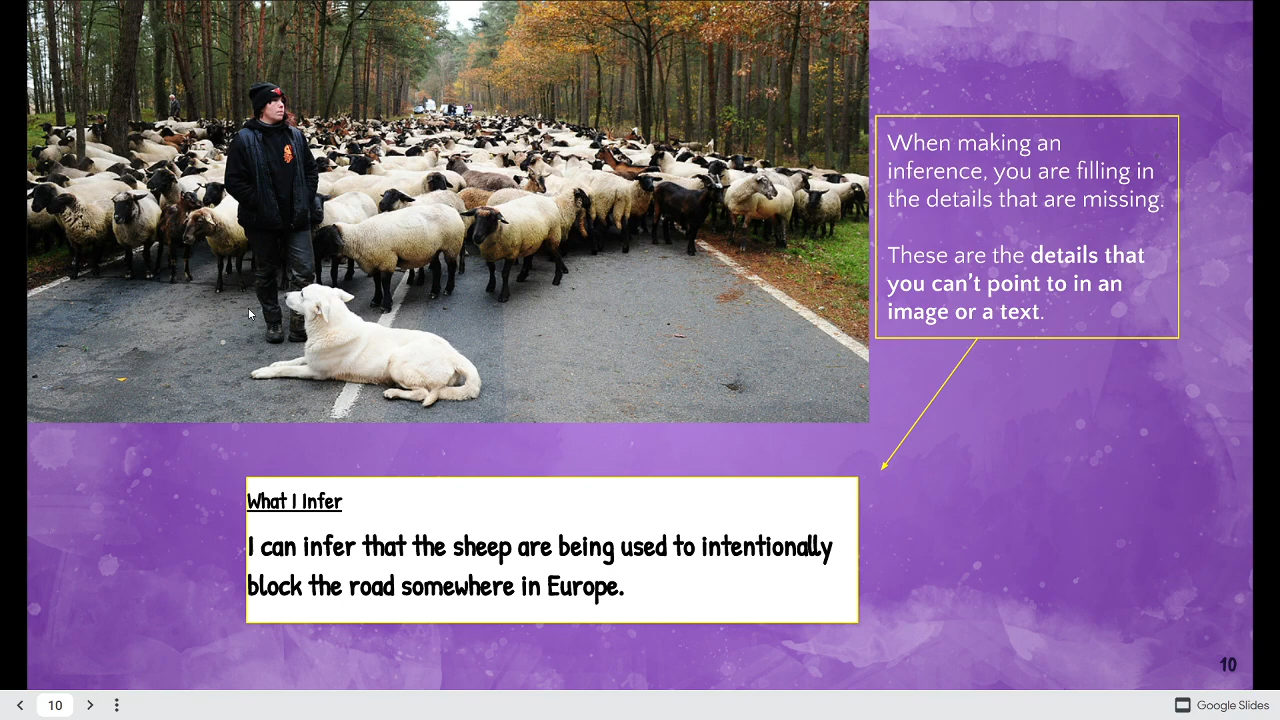 When making an
inference, you are filling in
the details that are missing.
These are the details that
you can't point to in an
image or a text.
What I Infer
I can infer that the sheep are being used to intentionally
block the road somewhere in Europe.
10
10
Google Slides